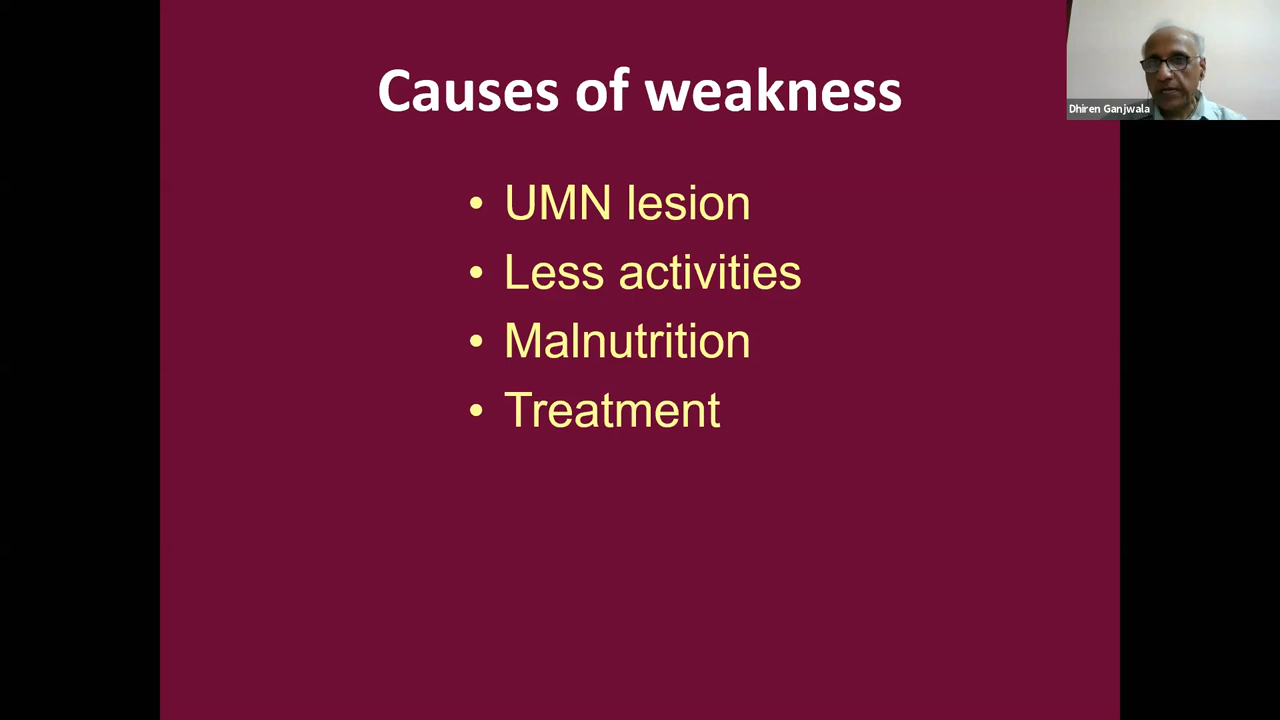 Causes of weakness
Dhiren Ganjwala
• UMN lesion
• Less activities
• Malnutrition
• Treatment